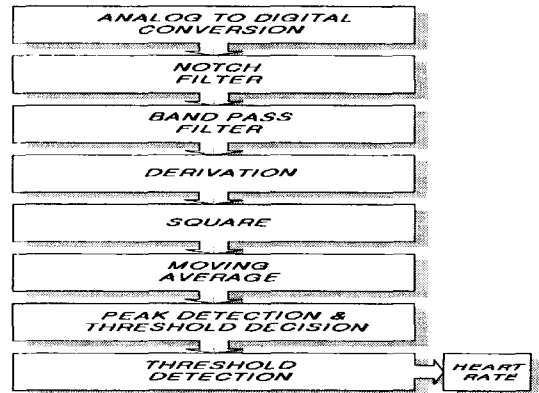 ANALOG TO DIGITAL
CONVERSION
NOTCH
FILTER
BAND PASS
FILTER
DERIVATION
SQUARE
MOVING
AVERAGE
PEAK DETECTION &
THRESHOLD DECISION
THRESHOLD
DETECTION
HEART
RATE